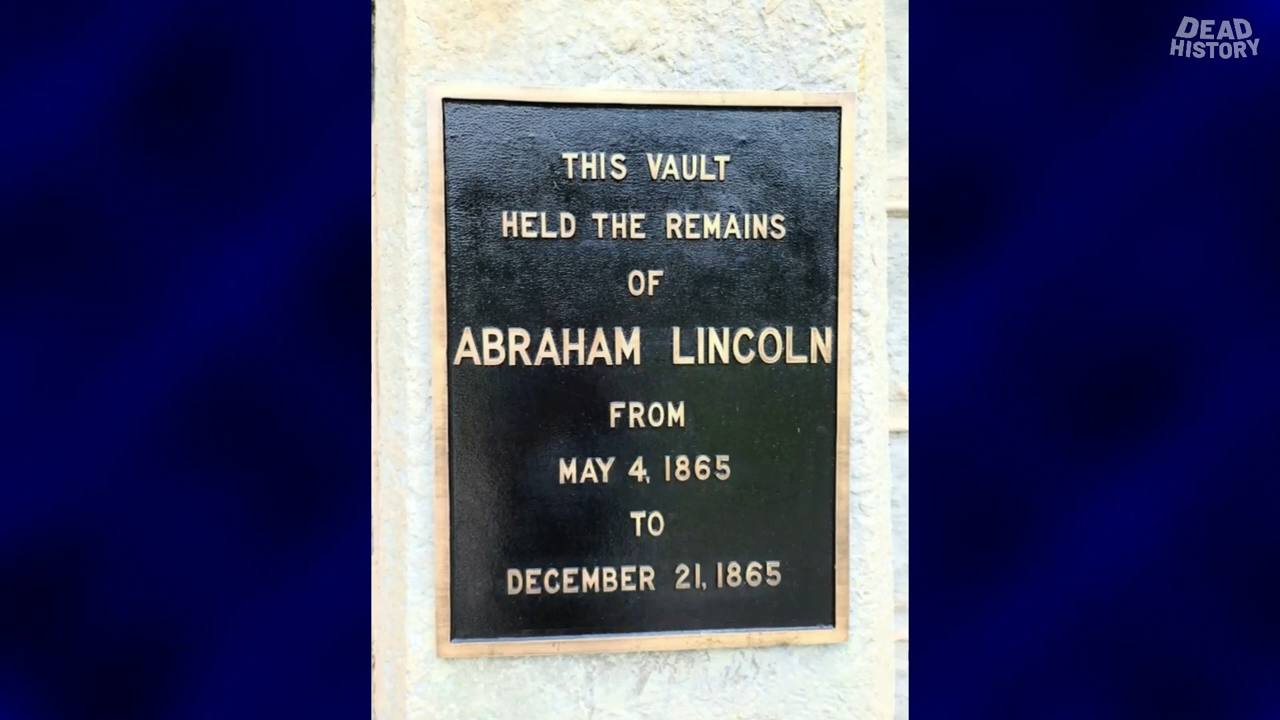 DEAD
HISTORY
THIS VAULT
HELD THE REMAINS
OF
ABRAHAM LINCOLN
FROM
MAY 4, 1865
TO
DECEMBER 21, 1865